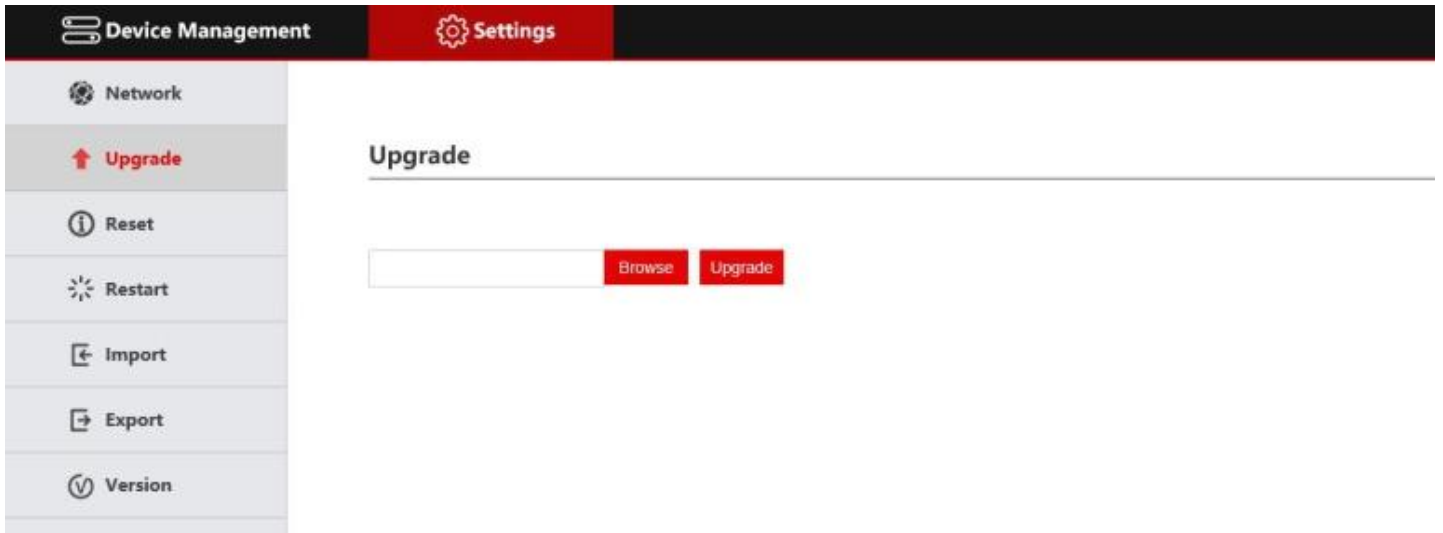 Device Management
Settings
Network
Upgrade
Reset
Restart
Import
Export
Version
Upgrade
Browse
Upgrade